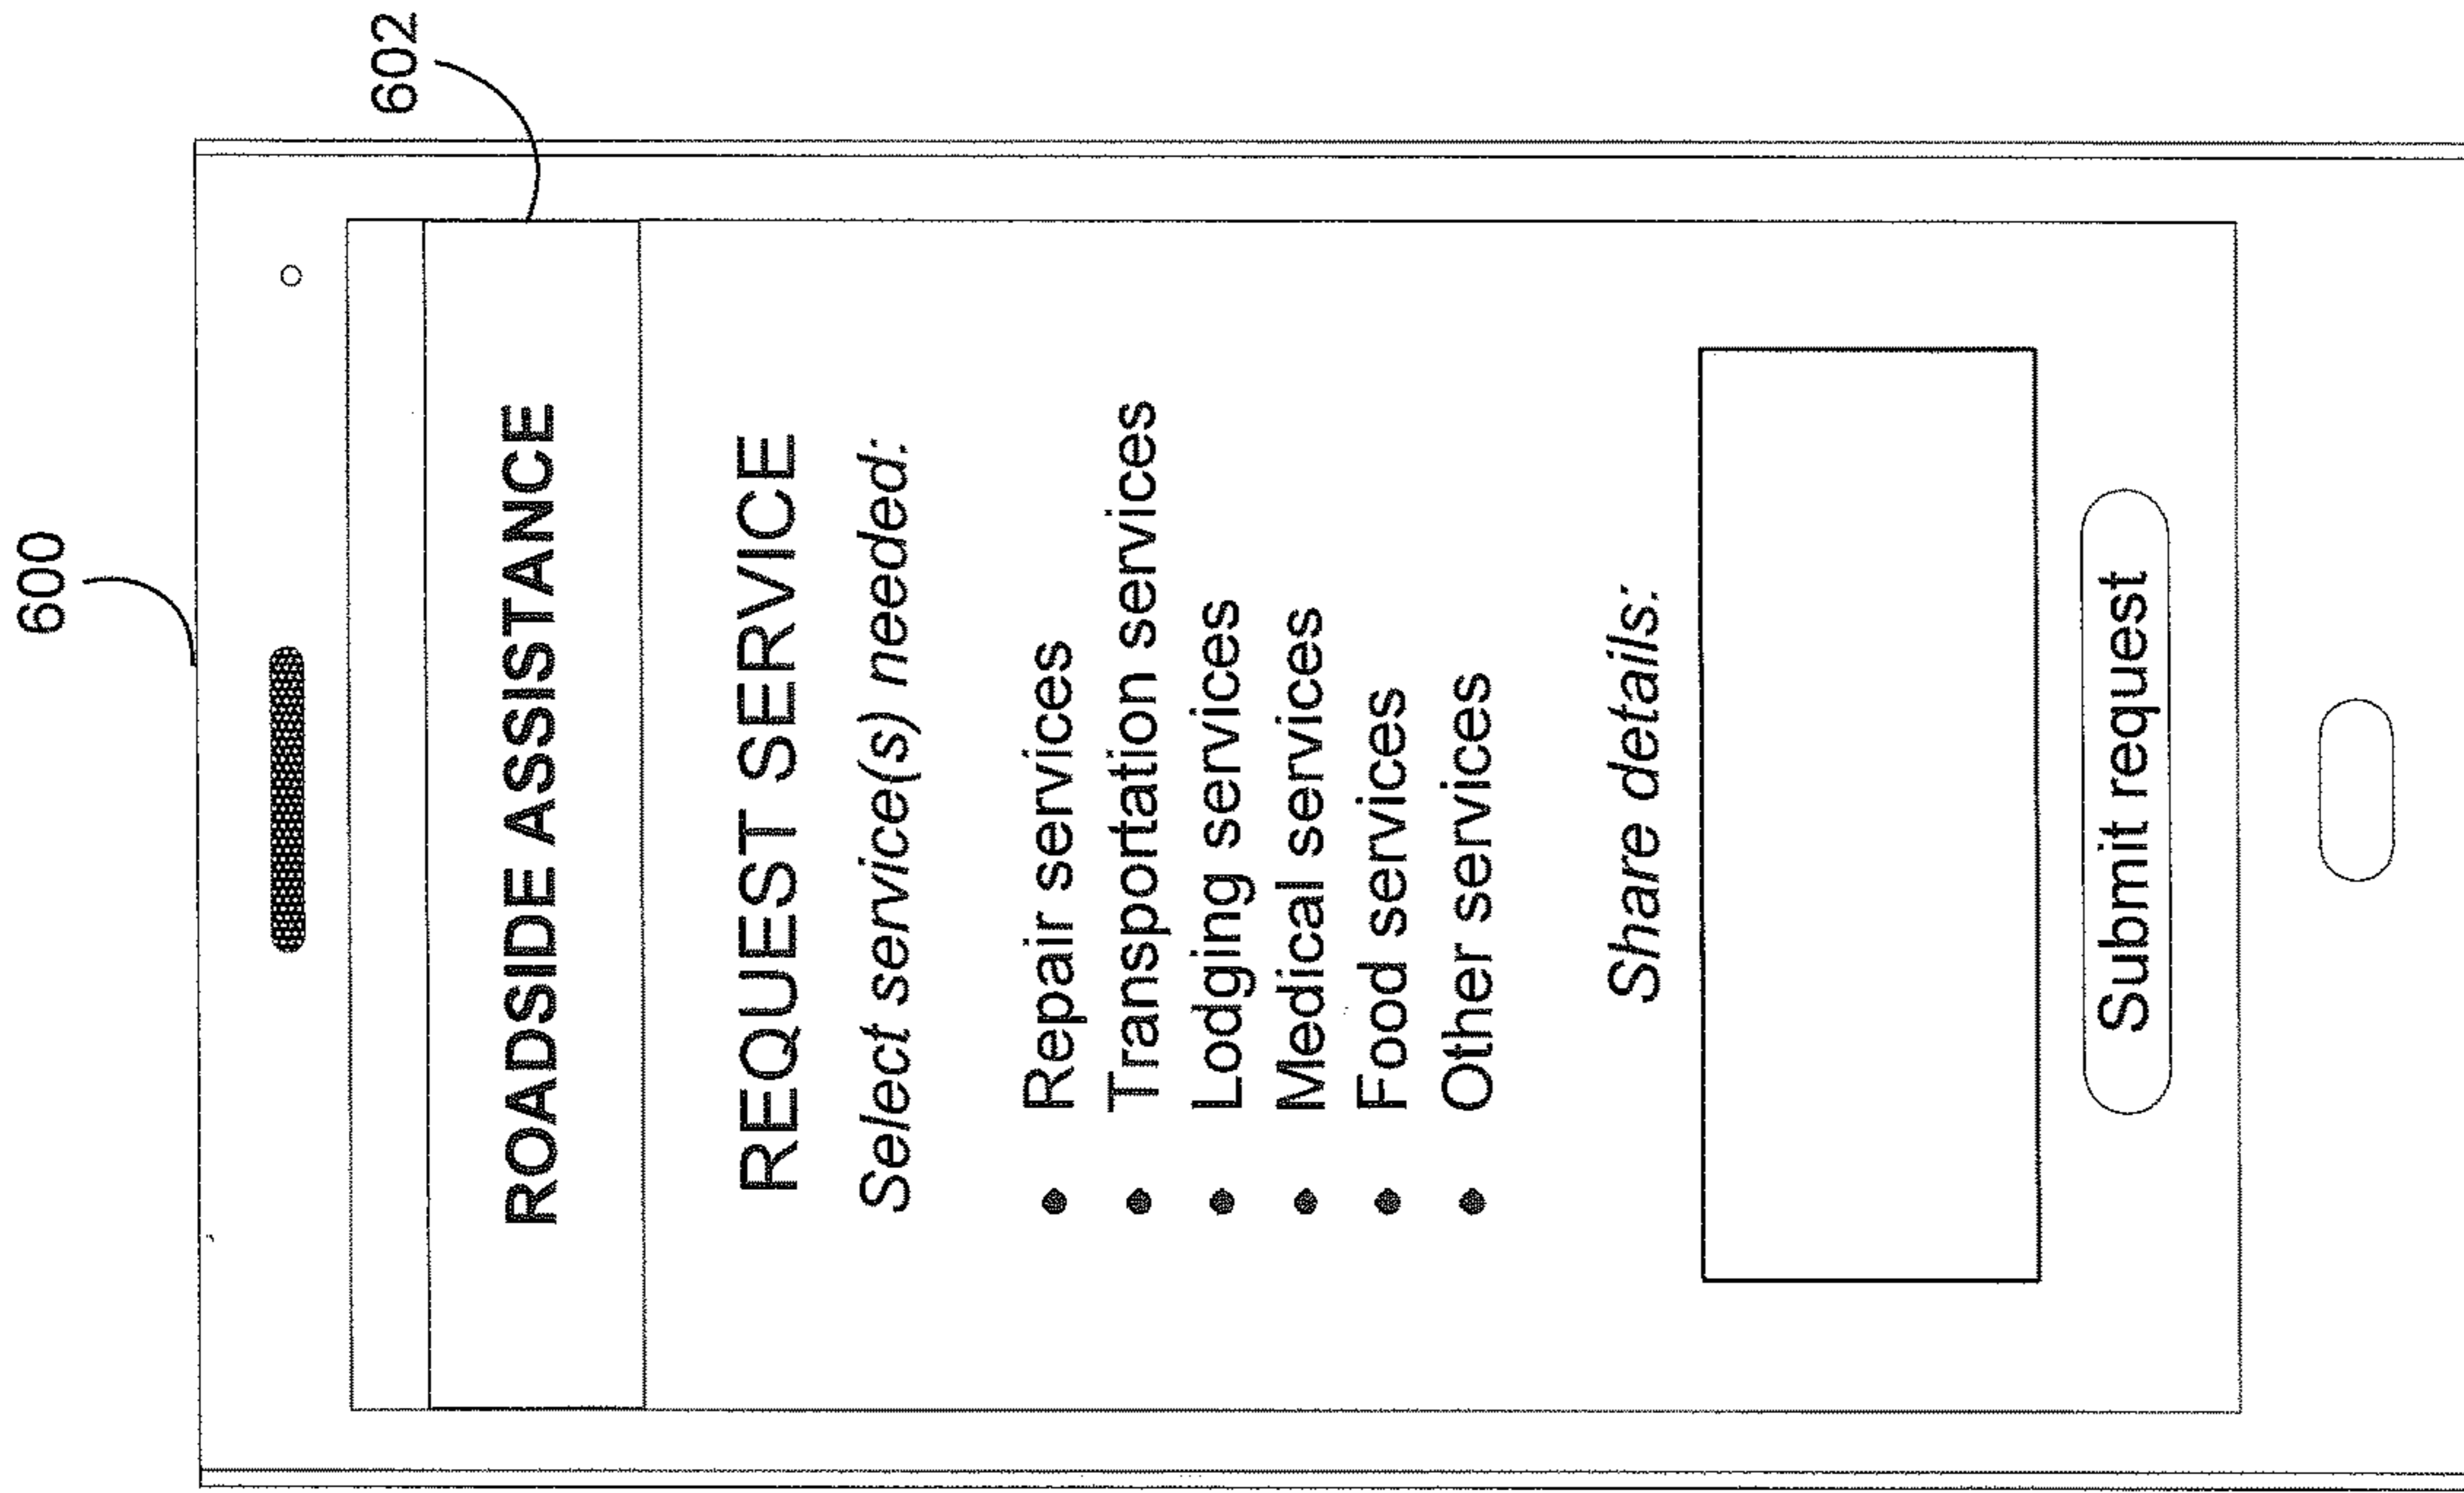 600
602
ROADSIDE ASSISTANCE
REQUEST SERVICE
Select service(s) needed:
• Repair services
• Transportation services
• Lodging services
• Medical services
• Food services
• Other services
Share details:
Submit request